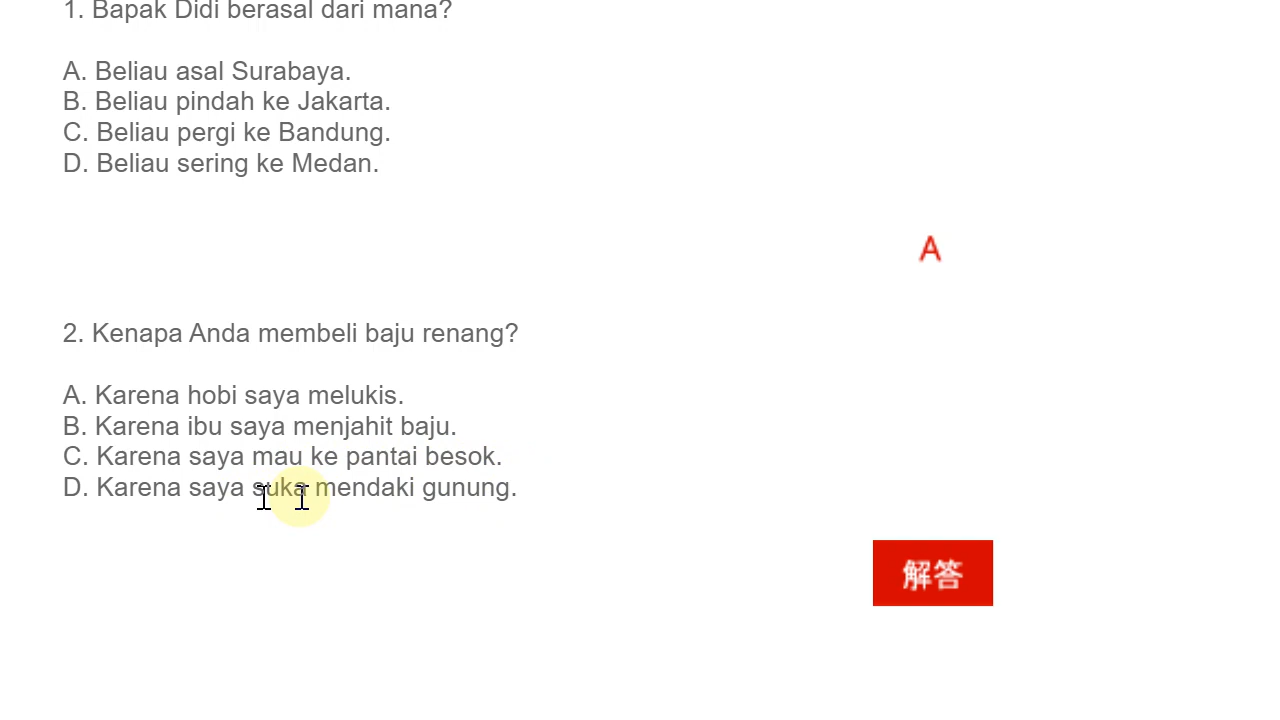 1. Bapak Didi berasal dari mana?
A. Beliau asal Surabaya.
B. Beliau pindah ke Jakarta.
C. Beliau pergi ke Bandung.
D. Beliau sering ke Medan.
A
2. Kenapa Anda membeli baju renang?
A. Karena hobi saya melukis.
B. Karena ibu saya menjahit baju.
C. Karena saya mau ke pantai besok.
D. Karena saya suka mendaki gunung.
解答